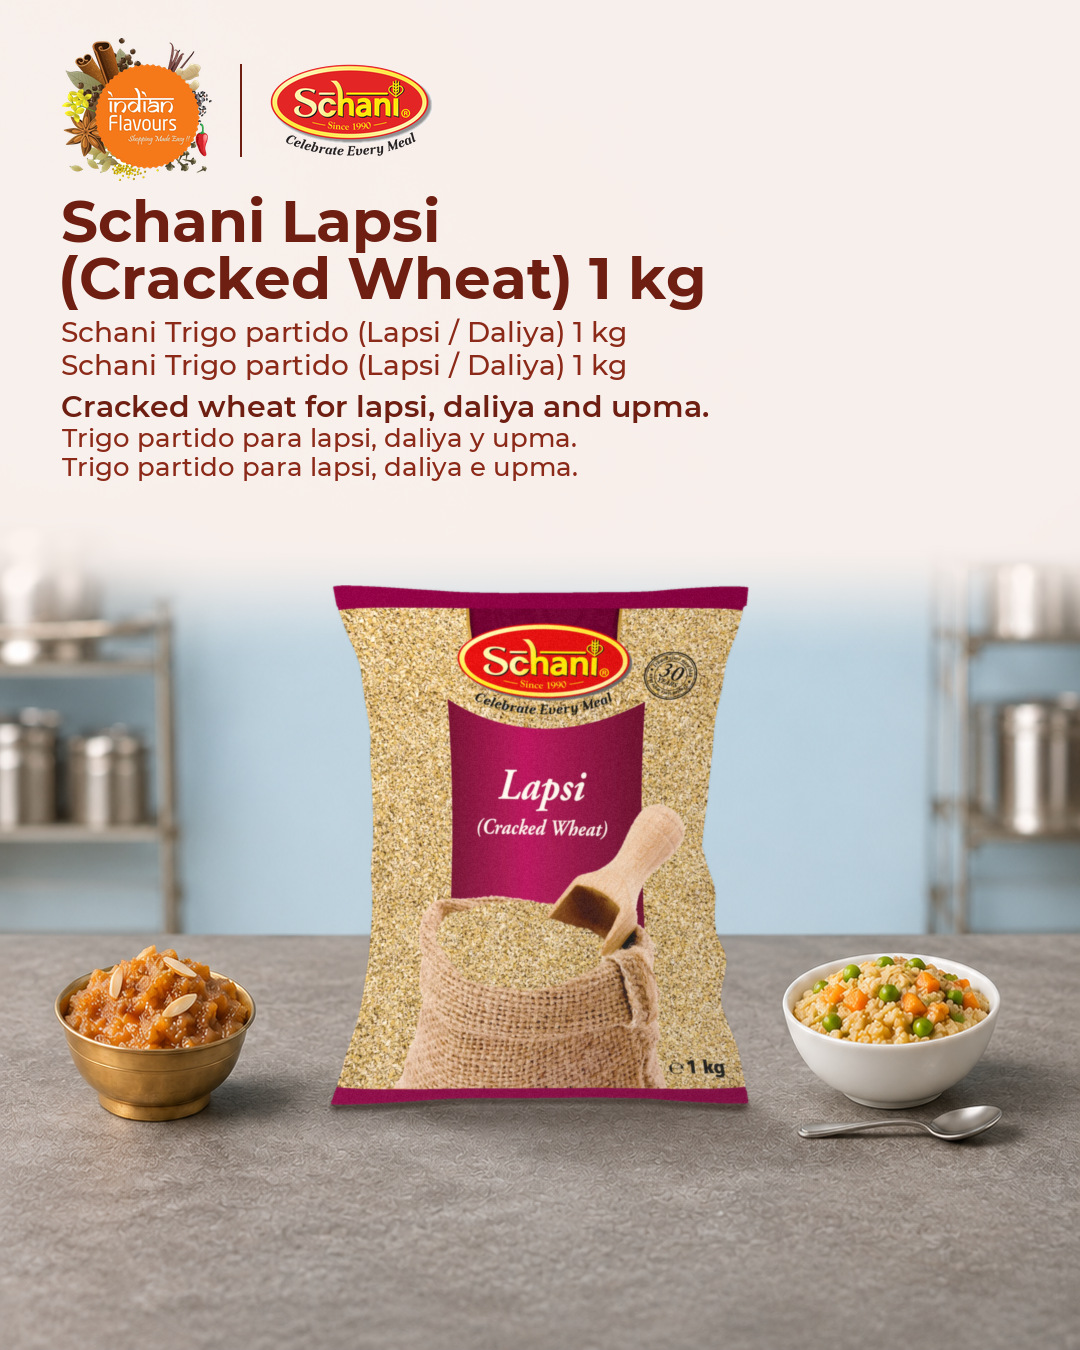 indian
Flavours
Shopping Made Easy !!
Schani®
Since 1990
Celebrate Every Meal
Schani Lapsi
(Cracked Wheat) 1 kg
Schani Trigo partido (Lapsi / Daliya) 1 kg
Schani Trigo partido (Lapsi / Daliya) 1 kg
Cracked wheat for lapsi, daliya and upma.
Trigo partido para lapsi, daliya y upma.
Trigo partido para lapsi, daliya e upma.
Schani®
Since 1990
Celebrate Every Meal
30
Lapsi
(Cracked Wheat)
℮ 1 kg